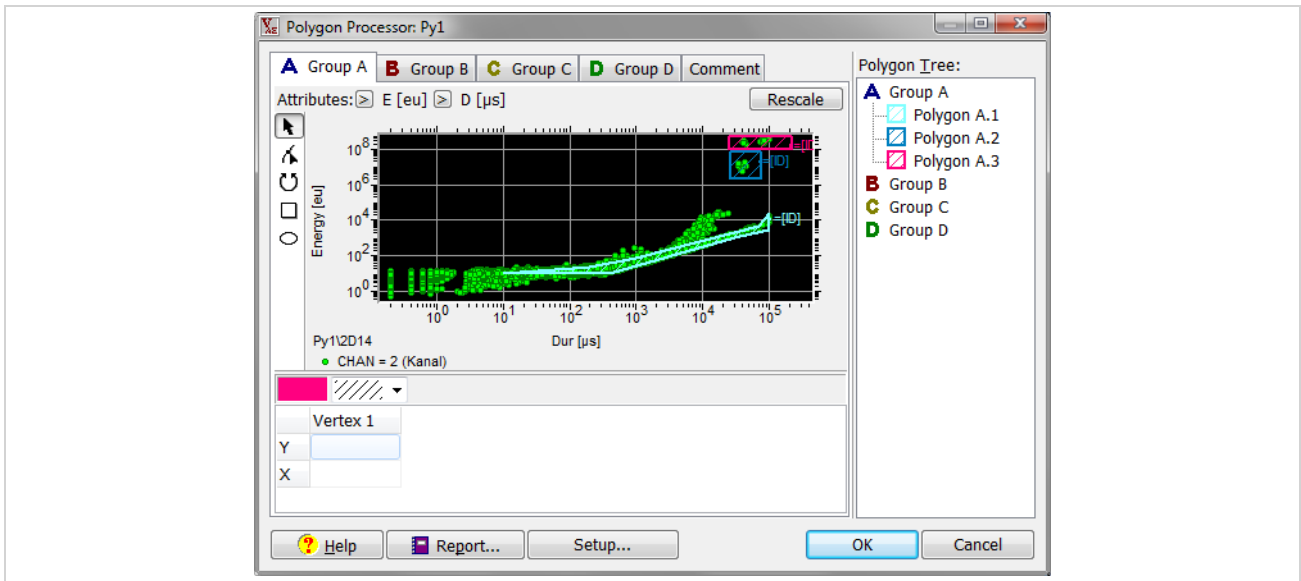 Polygon Processor: Py1
A Group A B Group B C Group C D Group D Comment
Attributes: > E [eu] > D [µs] Rescale
Energy [eu]
10^8
10^6
10^4
10^2
10^0
=[ID]
=[ID]
10^0 10^1 10^2 10^3 10^4 10^5
Py1\2D14 Dur [µs]
CHAN = 2 (Kanal)
Vertex 1
Y
X
Polygon Tree:
A Group A
Polygon A.1
Polygon A.2
Polygon A.3
B Group B
C Group C
D Group D
? Help Report... Setup... OK Cancel